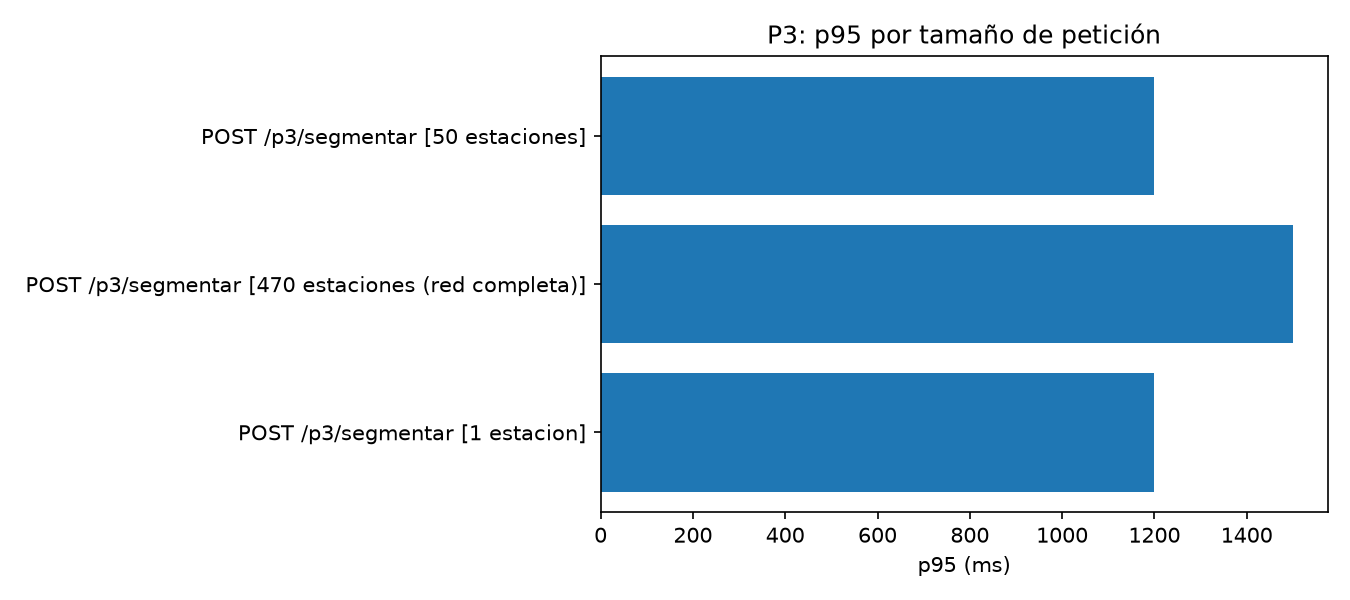 P3: p95 por tamaño de petición
POST /p3/segmentar [50 estaciones]
POST /p3/segmentar [470 estaciones (red completa)]
POST /p3/segmentar [1 estacion]
0 200 400 600 800 1000 1200 1400
p95 (ms)